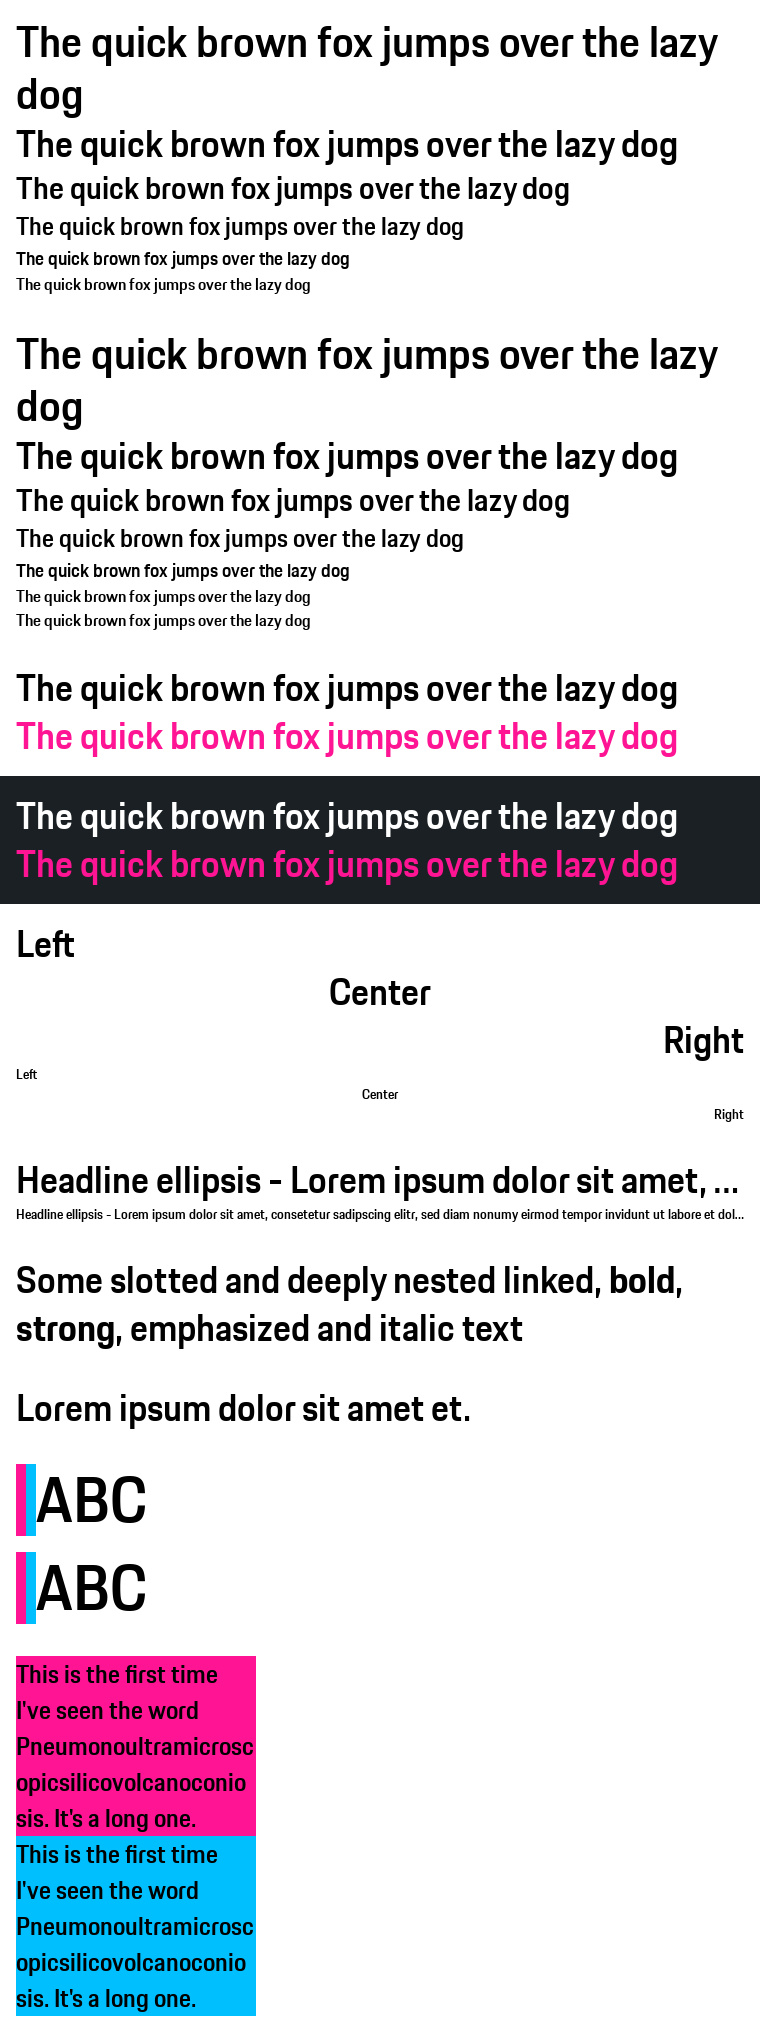 The quick brown fox jumps over the lazy
dog
The quick brown fox jumps over the lazy dog
The quick brown fox jumps over the lazy dog
The quick brown fox jumps over the lazy dog
The quick brown fox jumps over the lazy dog
The quick brown fox jumps over the lazy dog
The quick brown fox jumps over the lazy
dog
The quick brown fox jumps over the lazy dog
The quick brown fox jumps over the lazy dog
The quick brown fox jumps over the lazy dog
The quick brown fox jumps over the lazy dog
The quick brown fox jumps over the lazy dog
The quick brown fox jumps over the lazy dog
The quick brown fox jumps over the lazy dog
The quick brown fox jumps over the lazy dog
The quick brown fox jumps over the lazy dog
The quick brown fox jumps over the lazy dog
Left
Center
Right
Left
Center
Right
Headline ellipsis - Lorem ipsum dolor sit amet, ...
Headline ellipsis - Lorem ipsum dolor sit amet, consetetur sadipscing elitr, sed diam nonumy eirmod tempor invidunt ut labore et dol...
Some slotted and deeply nested linked, bold,
strong, emphasized and italic text
Lorem ipsum dolor sit amet et.
ABC
ABC
This is the first time
I've seen the word
Pneumonoultramicrosc
opicsilicovolcanoconio
sis. It's a long one.
This is the first time
I've seen the word
Pneumonoultramicrosc
opicsilicovolcanoconio
sis. It's a long one.